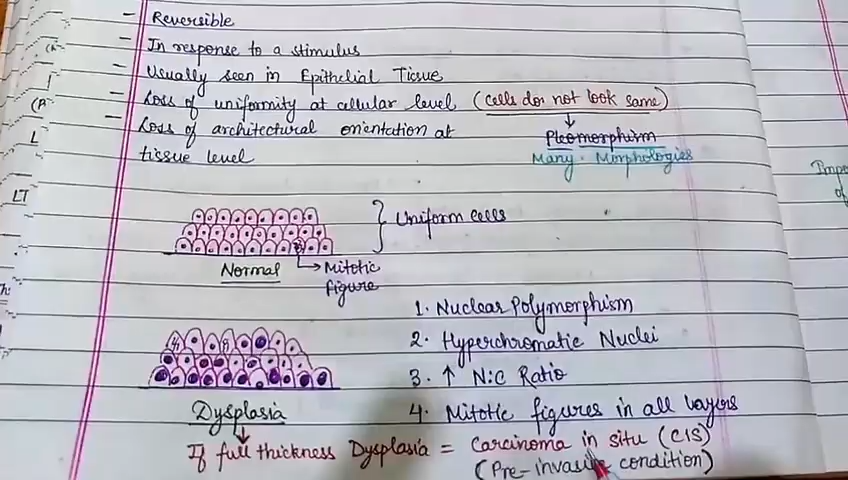 - Reversible
- In response to a stimulus
- Usually seen in Epithelial Tissue
- Loss of uniformity at cellular level (cells do not look same)
- Loss of architectural orientation at
tissue level
Pleomorphism
Many Morphologies
Uniform cells
Normal
Mitotic
figure
1. Nuclear Polymorphism
2. Hyperchromatic Nuclei
3. ↑ N:C Ratio
4. Mitotic figures in all layers
Dysplasia
If full thickness Dysplasia = Carcinoma in situ (CIS)
(Pre-invasive condition)
LT
L